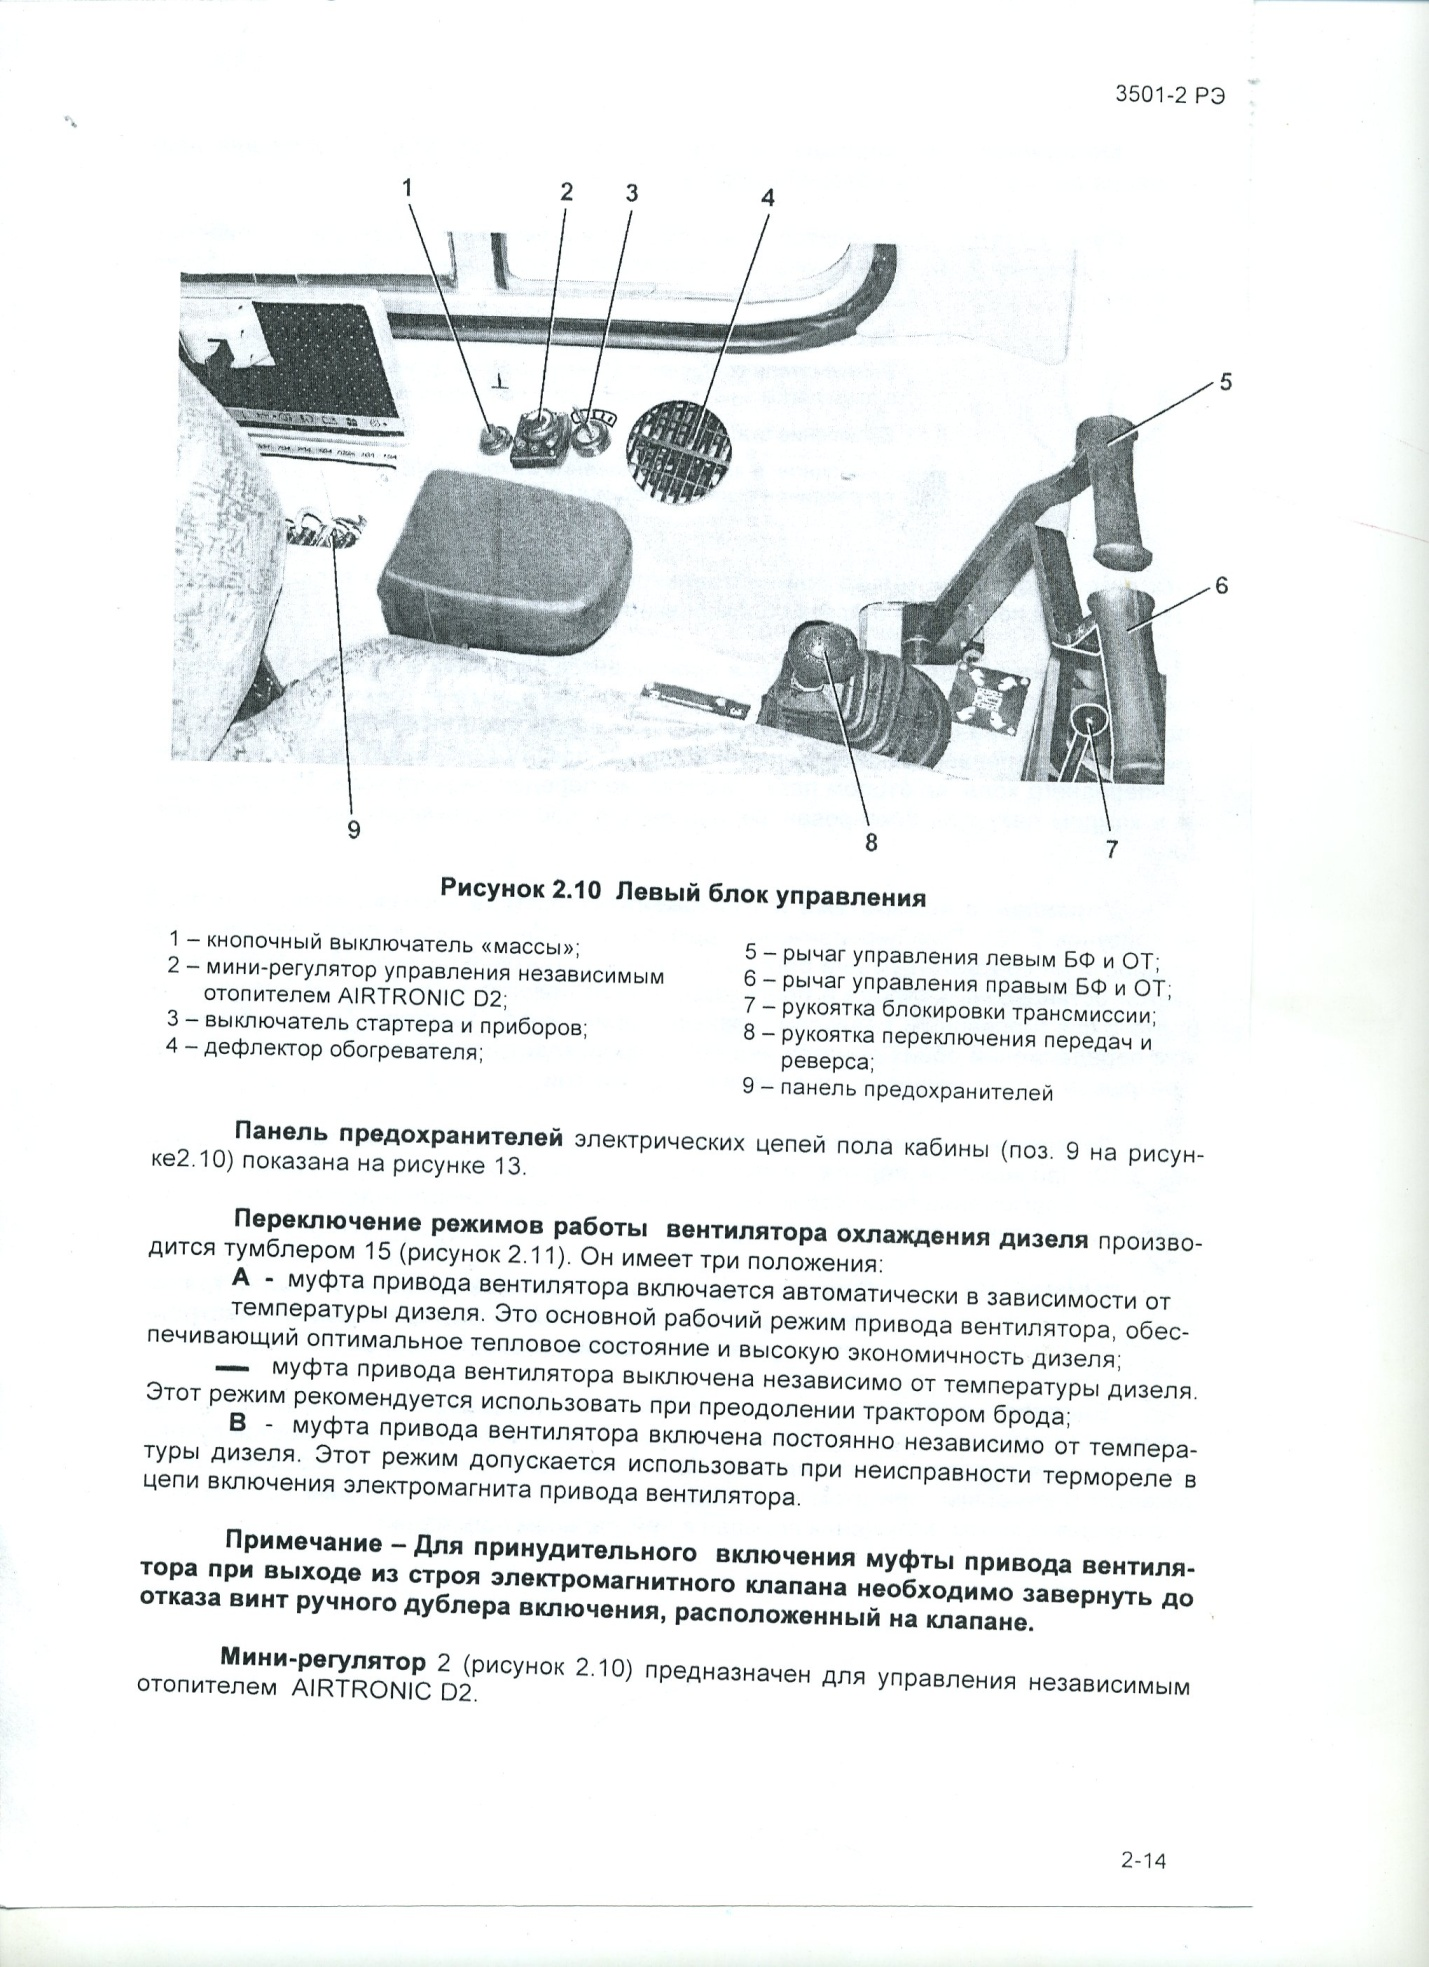 3501-2 РЭ
1
2
3
4
5
6
9
8
7
Рисунок 2.10 Левый блок управления
1 – кнопочный выключатель «массы»;
2 – мини-регулятор управления независимым
отопителем AIRTRONIC D2;
3 – выключатель стартера и приборов;
4 – дефлектор обогревателя;
5 – рычаг управления левым БФ и ОТ;
6 – рычаг управления правым БФ и ОТ;
7 – рукоятка блокировки трансмиссии;
8 – рукоятка переключения передач и
реверса;
9 – панель предохранителей
Панель предохранителей электрических цепей пола кабины (поз. 9 на рисун-
ке2.10) показана на рисунке 13.
Переключение режимов работы вентилятора охлаждения дизеля произво-
дится тумблером 15 (рисунок 2.11). Он имеет три положения:
А - муфта привода вентилятора включается автоматически в зависимости от
температуры дизеля. Это основной рабочий режим привода вентилятора, обес-
печивающий оптимальное тепловое состояние и высокую экономичность дизеля;
— муфта привода вентилятора выключена независимо от температуры дизеля.
Этот режим рекомендуется использовать при преодолении трактором брода;
В - муфта привода вентилятора включена постоянно независимо от темпера-
туры дизеля. Этот режим допускается использовать при неисправности термореле в
цепи включения электромагнита привода вентилятора.
Примечание – Для принудительного включения муфты привода вентиля-
тора при выходе из строя электромагнитного клапана необходимо завернуть до
отказа винт ручного дублера включения, расположенный на клапане.
Мини-регулятор 2 (рисунок 2.10) предназначен для управления независимым
отопителем AIRTRONIC D2.
2-14